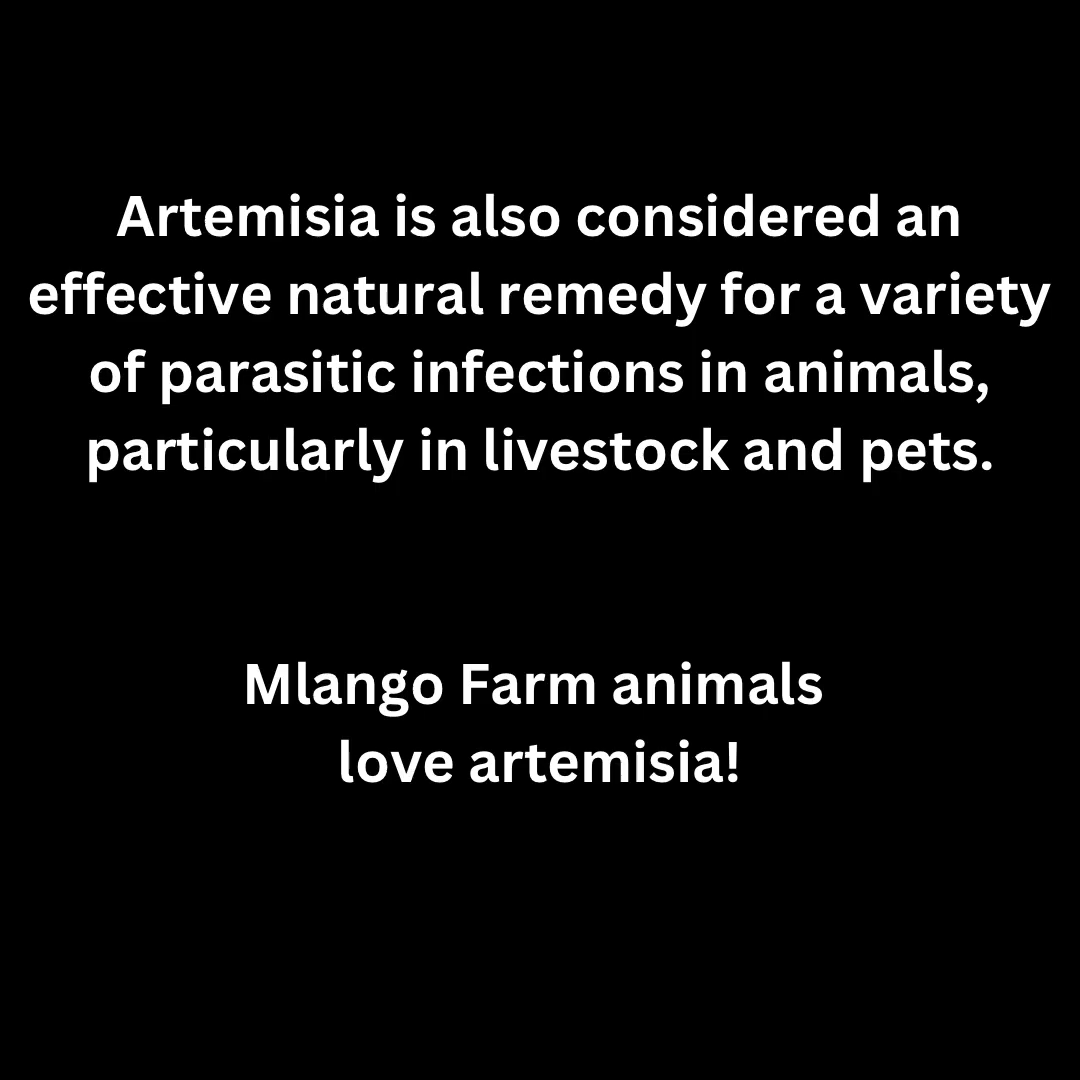 Artemisia is also considered an
effective natural remedy for a variety
of parasitic infections in animals,
particularly in livestock and pets.
Mlango Farm animals
love artemisia!